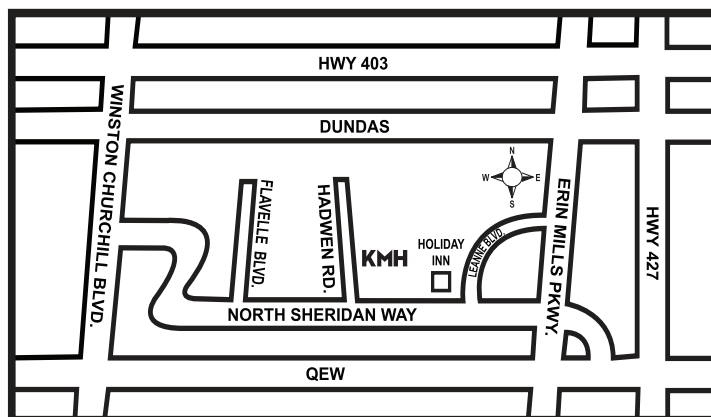 HWY 403
DUNDAS
WINSTON CHURCHILL BLVD.
FLAVELLE BLVD.
HADWEN RD.
KMH
HOLIDAY
INN
LEANNE BLVD.
N
W E
S
ERIN MILLS PKWY.
HWY 427
NORTH SHERIDAN WAY
QEW